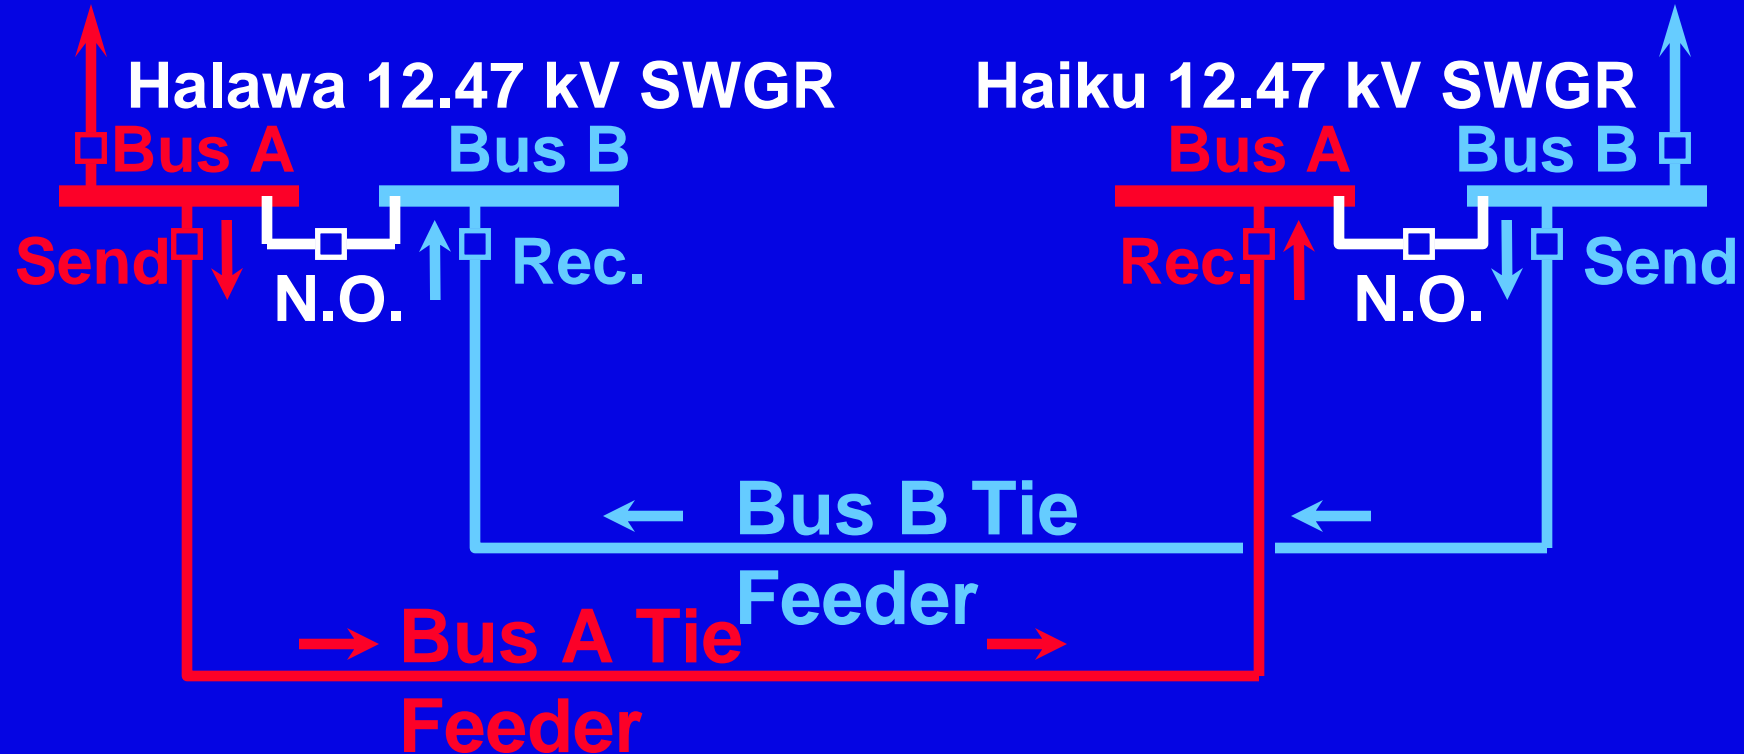 Halawa 12.47 kV SWGR
Haiku 12.47 kV SWGR
Bus A
Bus B
Bus A
Bus B
Send
N.O.
Rec.
Rec.
N.O.
Send
Bus B Tie
Feeder
Bus A Tie
Feeder